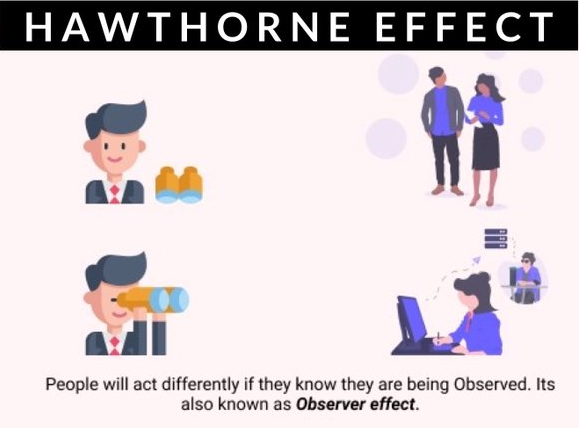 HAWTHORNE EFFECT
People will act differently if they know they are being Observed. Its
also known as Observer effect.